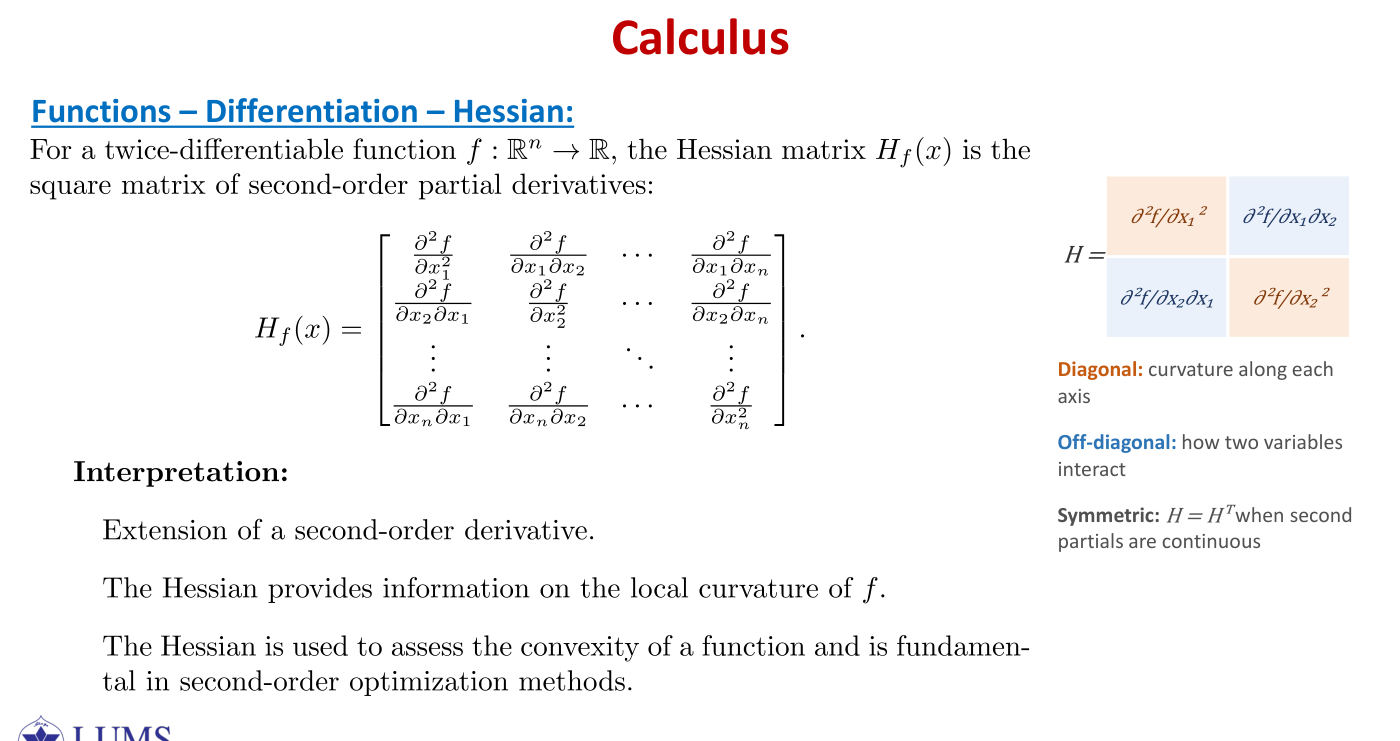 Calculus
Functions – Differentiation – Hessian:
For a twice-differentiable function f : ℝⁿ → ℝ, the Hessian matrix H_f(x) is the
square matrix of second-order partial derivatives:
H_f(x) = [ ∂²f/∂x₁² ∂²f/∂x₁∂x₂ ⋯ ∂²f/∂x₁∂xₙ
∂²f/∂x₂∂x₁ ∂²f/∂x₂² ⋯ ∂²f/∂x₂∂xₙ
⋮ ⋮ ⋱ ⋮
∂²f/∂xₙ∂x₁ ∂²f/∂xₙ∂x₂ ⋯ ∂²f/∂xₙ² ] .
Interpretation:
Extension of a second-order derivative.
The Hessian provides information on the local curvature of f.
The Hessian is used to assess the convexity of a function and is fundamen-
tal in second-order optimization methods.
H =
∂²f/∂x₁² ∂²f/∂x₁∂x₂
∂²f/∂x₂∂x₁ ∂²f/∂x₂²
Diagonal: curvature along each
axis
Off-diagonal: how two variables
interact
Symmetric: H = Hᵀ when second
partials are continuous
LUMS